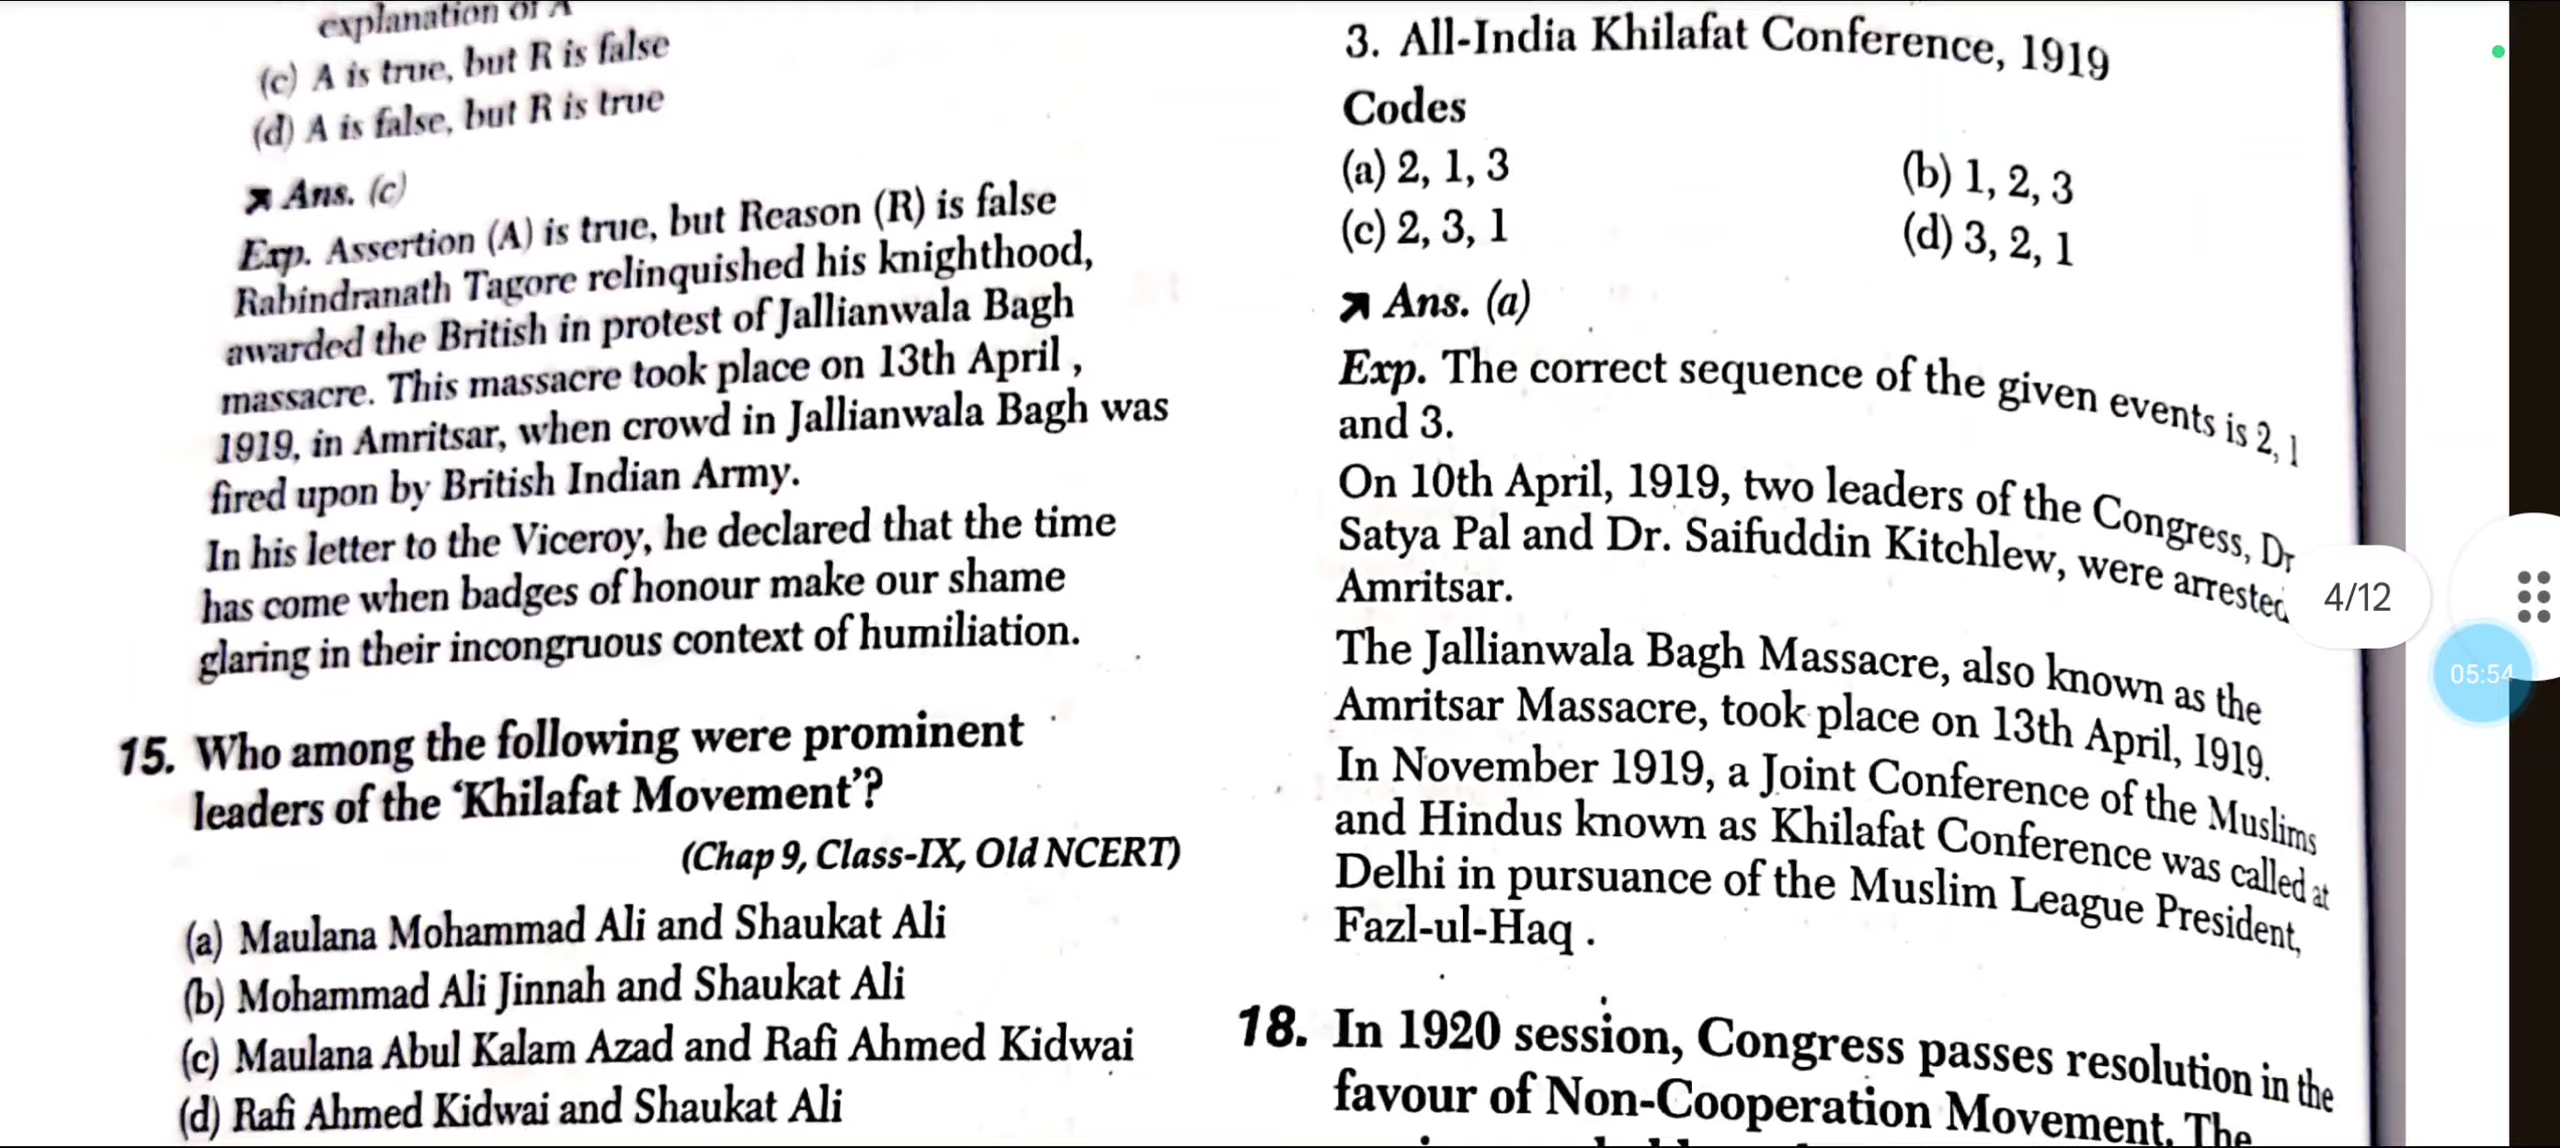 explanation of A
(c) A is true, but R is false
(d) A is false, but R is true
Ans. (c)
Exp. Assertion (A) is true, but Reason (R) is false
Rabindranath Tagore relinquished his knighthood,
awarded the British in protest of Jallianwala Bagh
massacre. This massacre took place on 13th April ,
1919, in Amritsar, when crowd in Jallianwala Bagh was
fired upon by British Indian Army.
In his letter to the Viceroy, he declared that the time
has come when badges of honour make our shame
glaring in their incongruous context of humiliation.
15. Who among the following were prominent
leaders of the ‘Khilafat Movement’?
(Chap 9, Class-IX, Old NCERT)
(a) Maulana Mohammad Ali and Shaukat Ali
(b) Mohammad Ali Jinnah and Shaukat Ali
(c) Maulana Abul Kalam Azad and Rafi Ahmed Kidwai
(d) Rafi Ahmed Kidwai and Shaukat Ali
3. All-India Khilafat Conference, 1919
Codes
(a) 2, 1, 3 (b) 1, 2, 3
(c) 2, 3, 1 (d) 3, 2, 1
Ans. (a)
Exp. The correct sequence of the given events is 2, 1
and 3.
On 10th April, 1919, two leaders of the Congress, Dr
Satya Pal and Dr. Saifuddin Kitchlew, were arrested
Amritsar.
The Jallianwala Bagh Massacre, also known as the
Amritsar Massacre, took place on 13th April, 1919.
In November 1919, a Joint Conference of the Muslims
and Hindus known as Khilafat Conference was called at
Delhi in pursuance of the Muslim League President,
Fazl-ul-Haq .
18. In 1920 session, Congress passes resolution in the
favour of Non-Cooperation Movement. The
4/12
05:54